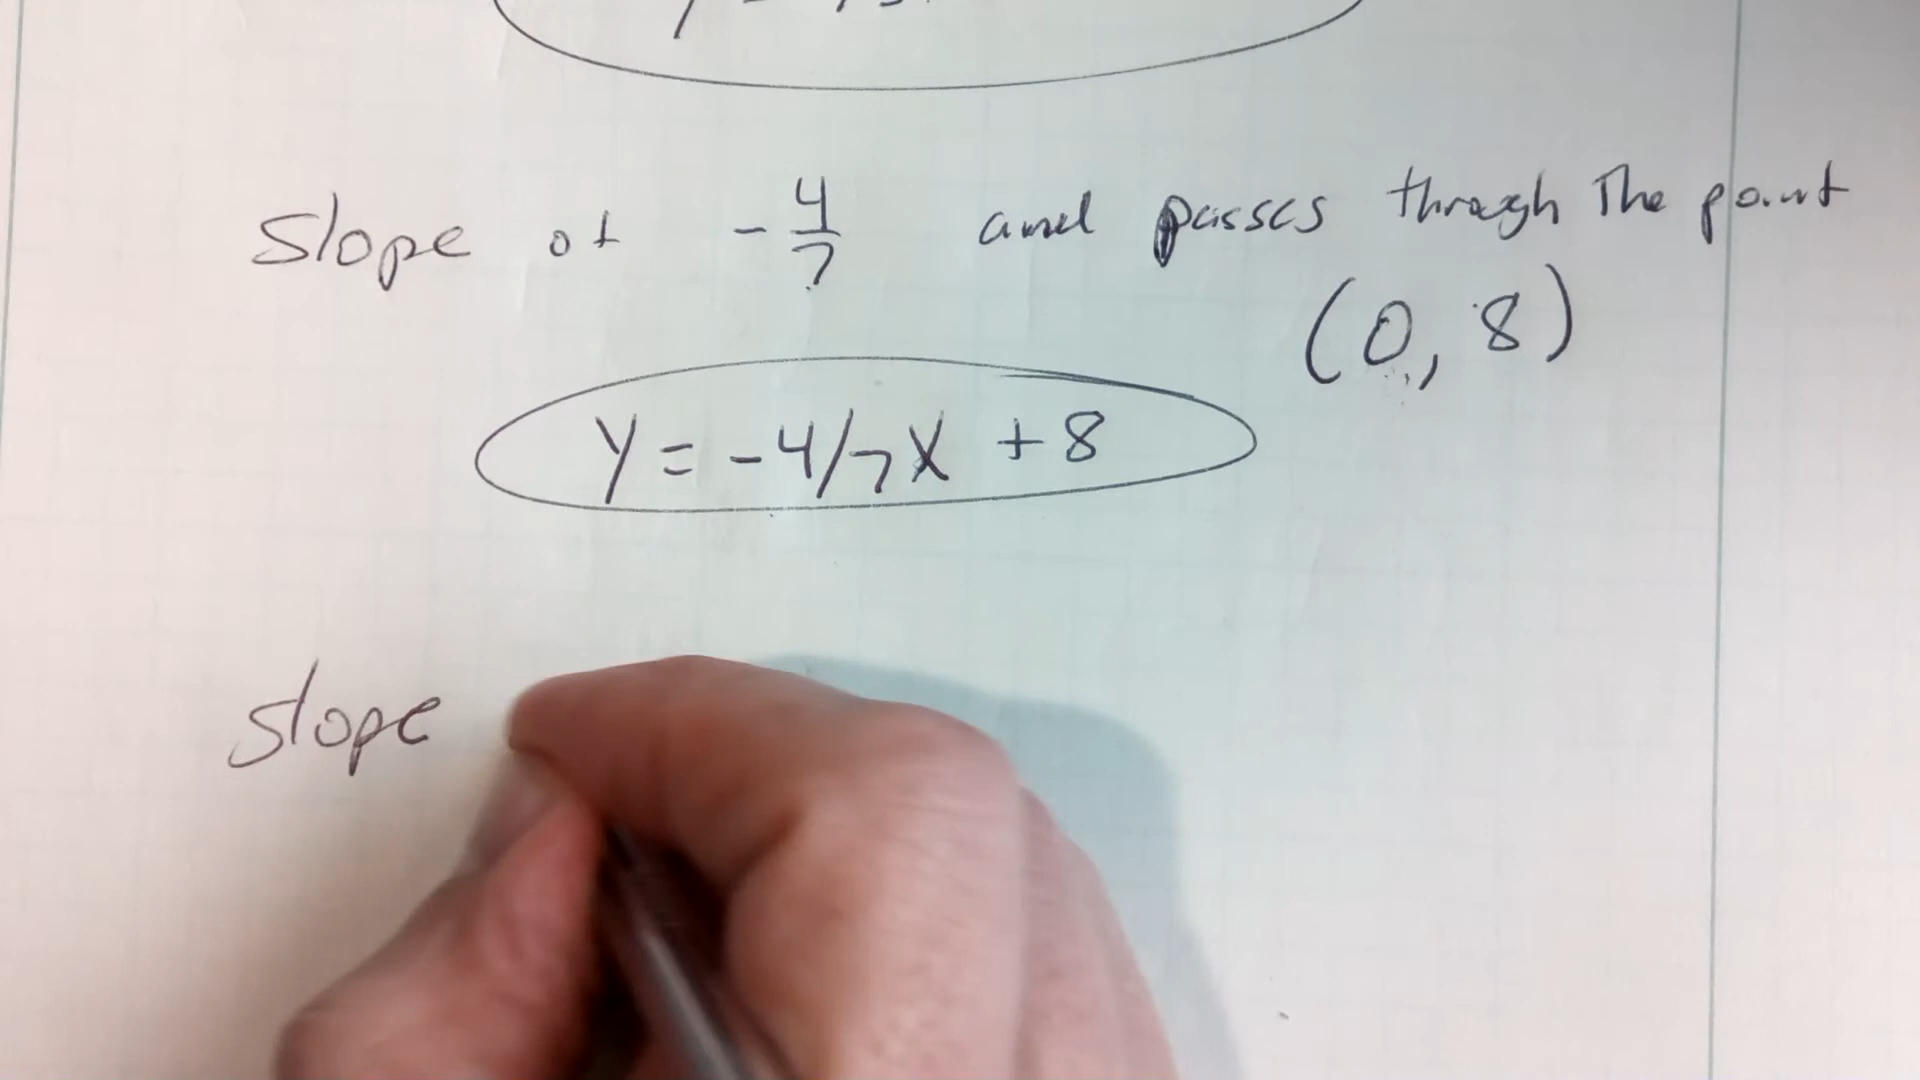 slope of - 4/7 and passes through The point
(0, 8)
y = -4/7x + 8
slope